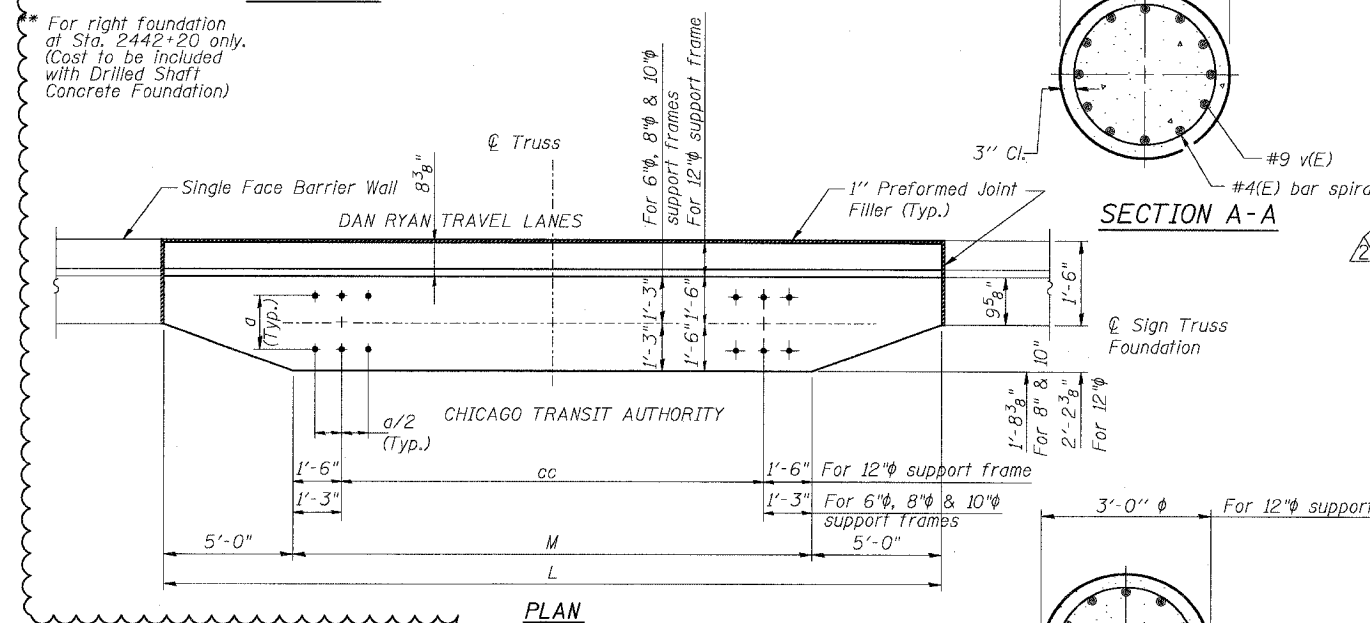 ** For right foundation
at Sta. 2442+20 only.
(Cost to be included
with Drilled Shaft
Concrete Foundation)
℄ Truss
8 3/8"
For 6"φ, 8"φ & 10"φ
support frames
For 12"φ support frame
Single Face Barrier Wall
DAN RYAN TRAVEL LANES
1" Preformed Joint
Filler (Typ.)
3" Cl.
#9 v(E)
#4(E) bar spira
SECTION A-A
2
a
(Typ.)
1'-3"
1'-6"
1'-3"
1'-6"
9 5/8"
1'-6"
℄ Sign Truss
Foundation
a/2
(Typ.)
CHICAGO TRANSIT AUTHORITY
1'-8 3/8"
For 8" & 10"
2'-2 3/8"
For 12"φ
1'-6"
cc
1'-6" For 12"φ support frame
1'-3"
1'-3" For 6"φ, 8"φ & 10"φ
support frames
5'-0"
M
5'-0"
L
PLAN
3'-0" φ
For 12"φ support